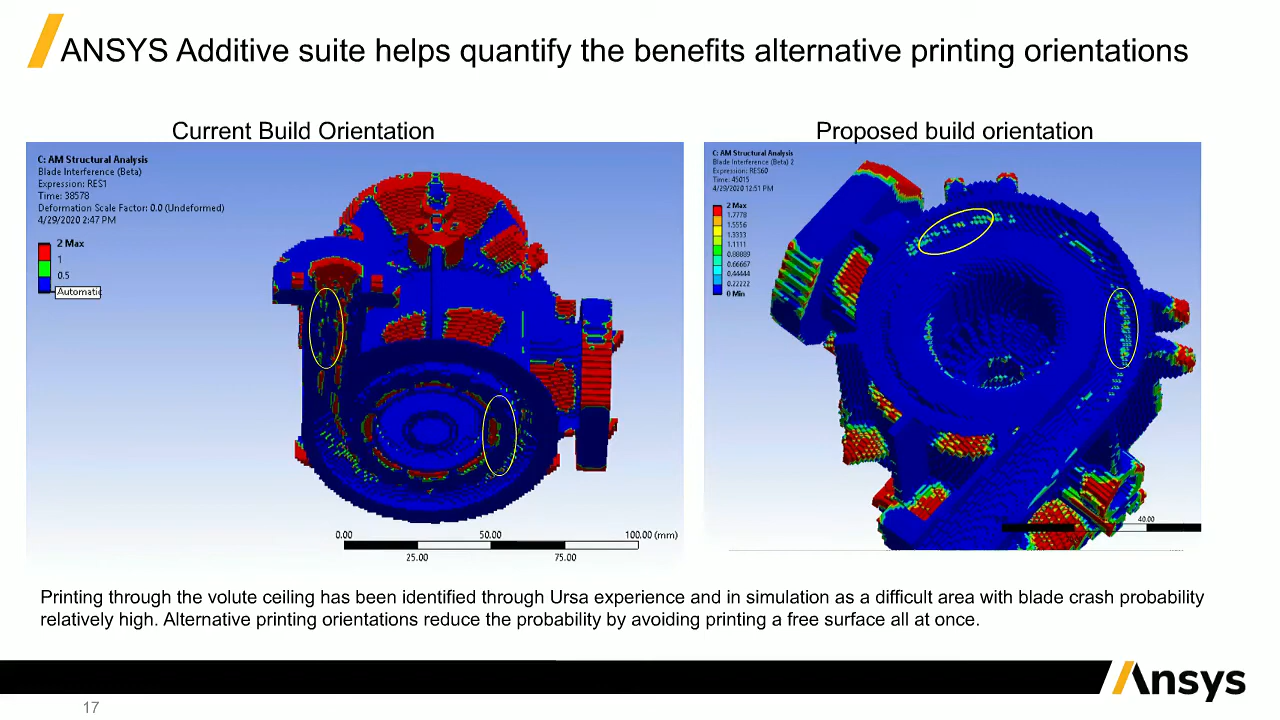 ANSYS Additive suite helps quantify the benefits alternative printing orientations
Current Build Orientation
Proposed build orientation
C: AM Structural Analysis
Blade Interference (Beta)
Expression: RES1
Time: 38578
Deformation Scale Factor: 0.0 (Undeformed)
4/29/2020 2:47 PM
2 Max
1
0.5
Automatic
0.00
50.00
100.00 (mm)
25.00
75.00
C: AM Structural Analysis
Blade Interference (Beta) 2
Expression: RES60
Time: 45015
4/29/2020 12:51 PM
2 Max
1.7778
1.5556
1.3333
1.1111
0.88889
0.66667
0.44444
0.22222
0 Min
40.00
Printing through the volute ceiling has been identified through Ursa experience and in simulation as a difficult area with blade crash probability
relatively high. Alternative printing orientations reduce the probability by avoiding printing a free surface all at once.
Ansys
17